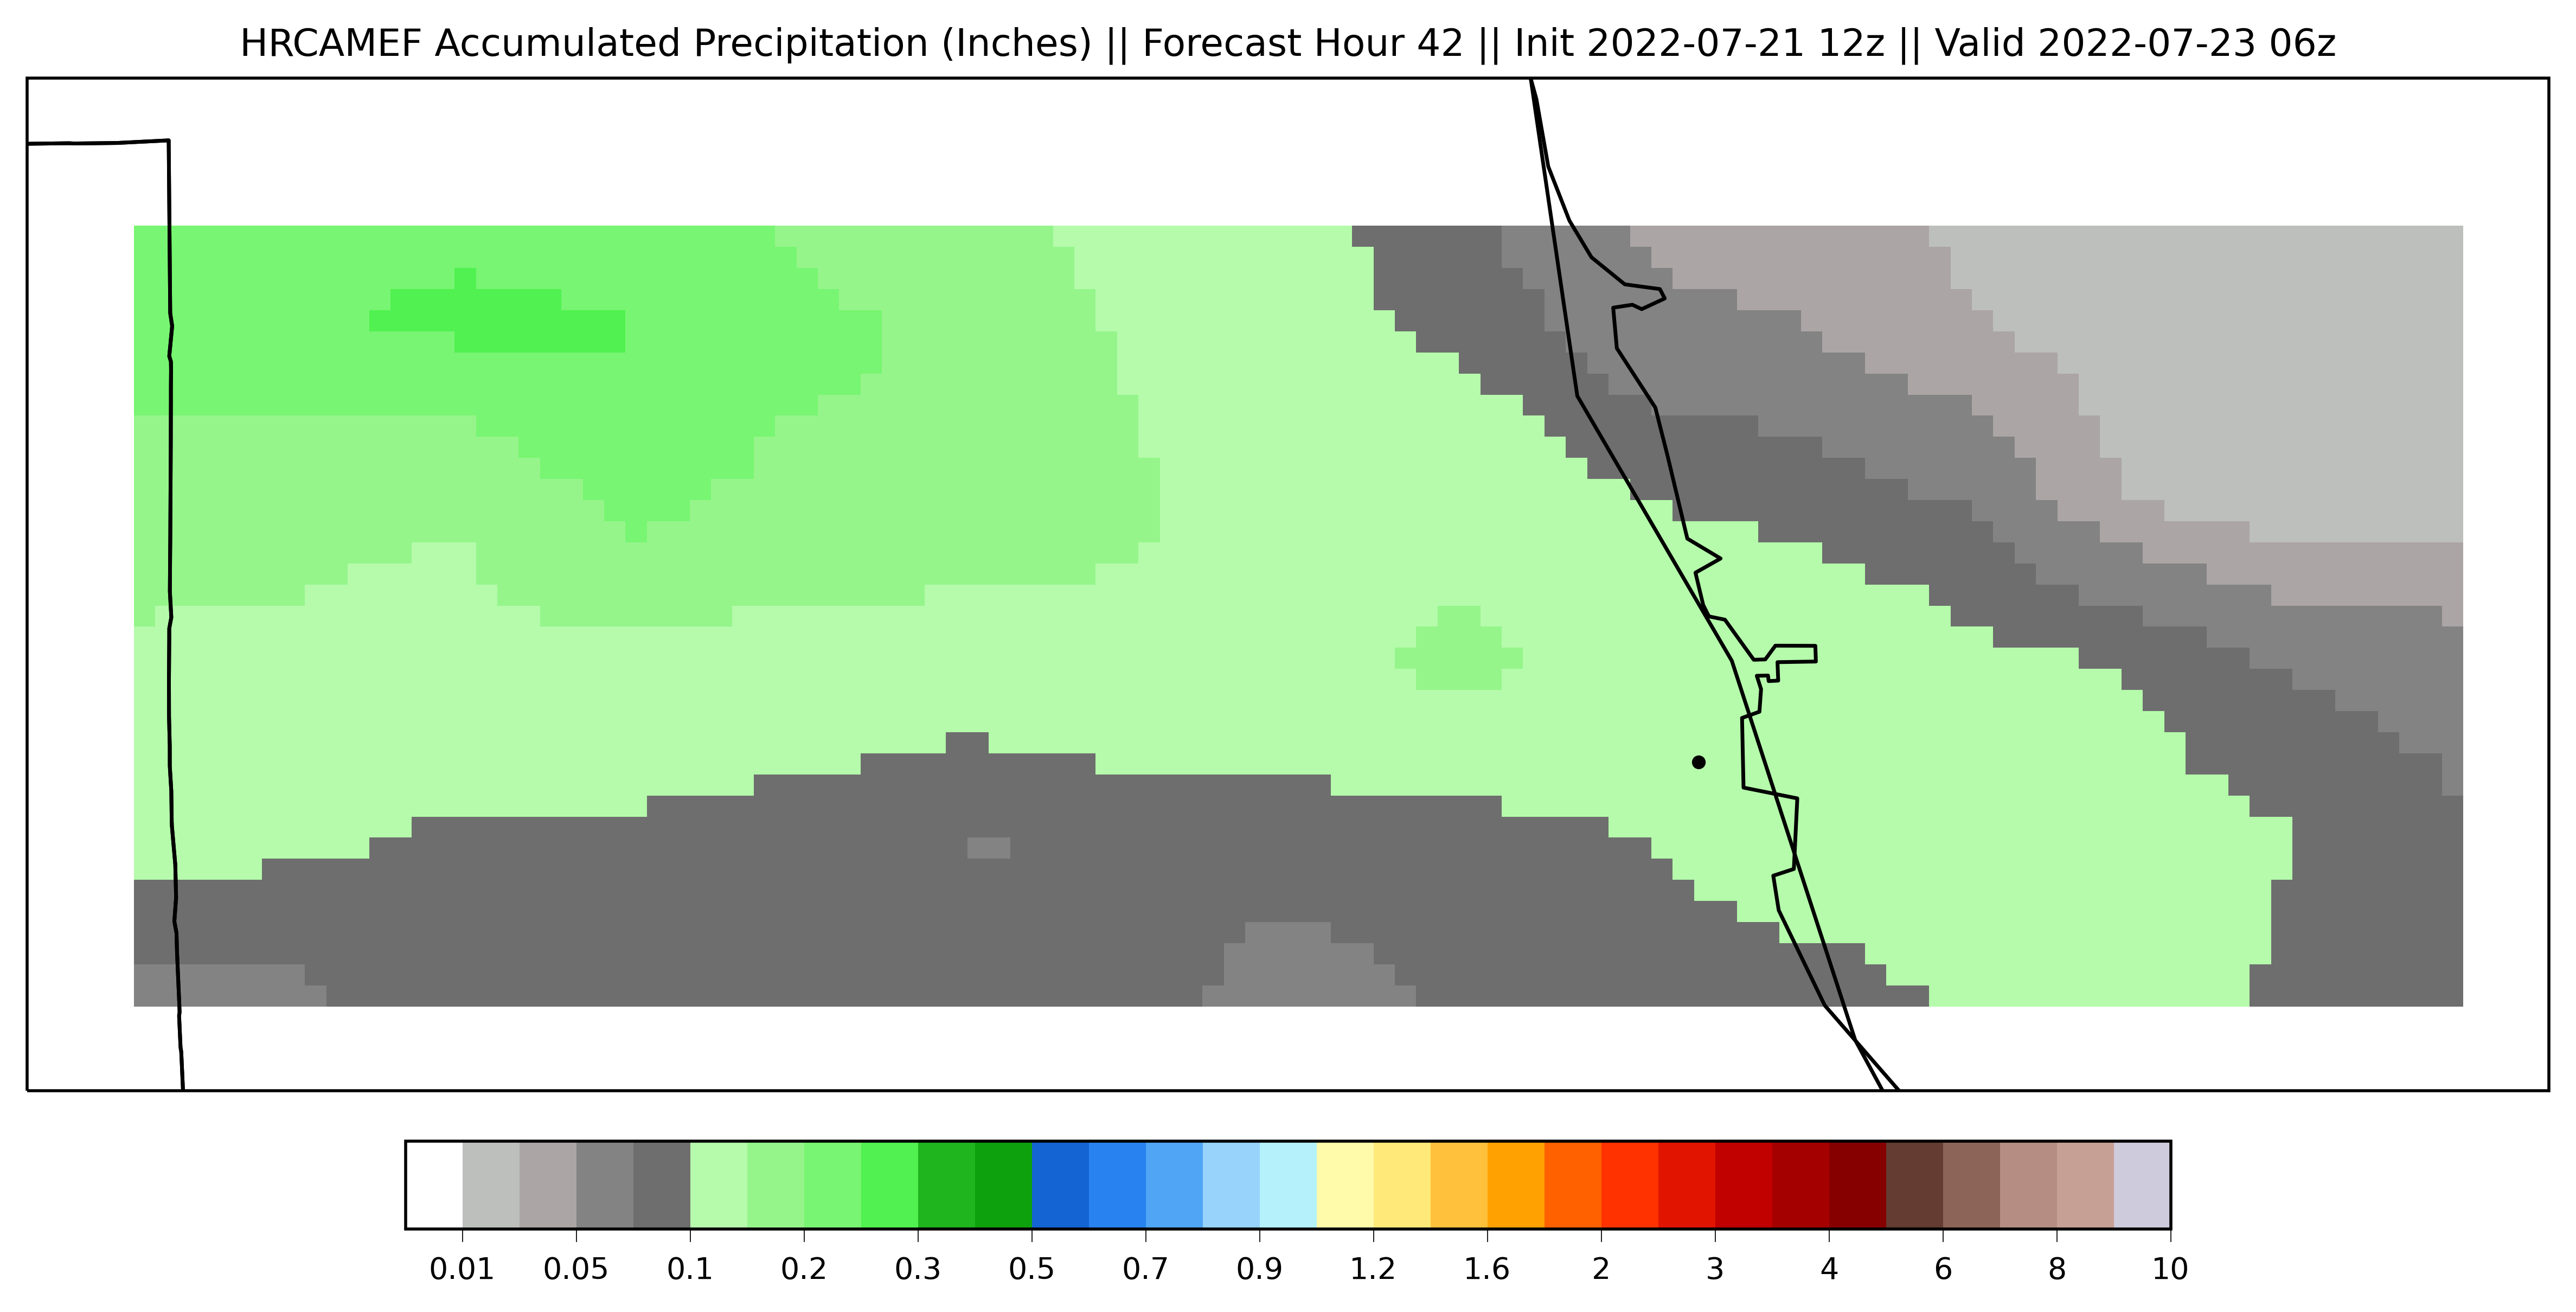 HRCAMEF Accumulated Precipitation (Inches) || Forecast Hour 42 || Init 2022-07-21 12z || Valid 2022-07-23 06z
0.01 0.05 0.1 0.2 0.3 0.5 0.7 0.9 1.2 1.6 2 3 4 6 8 10